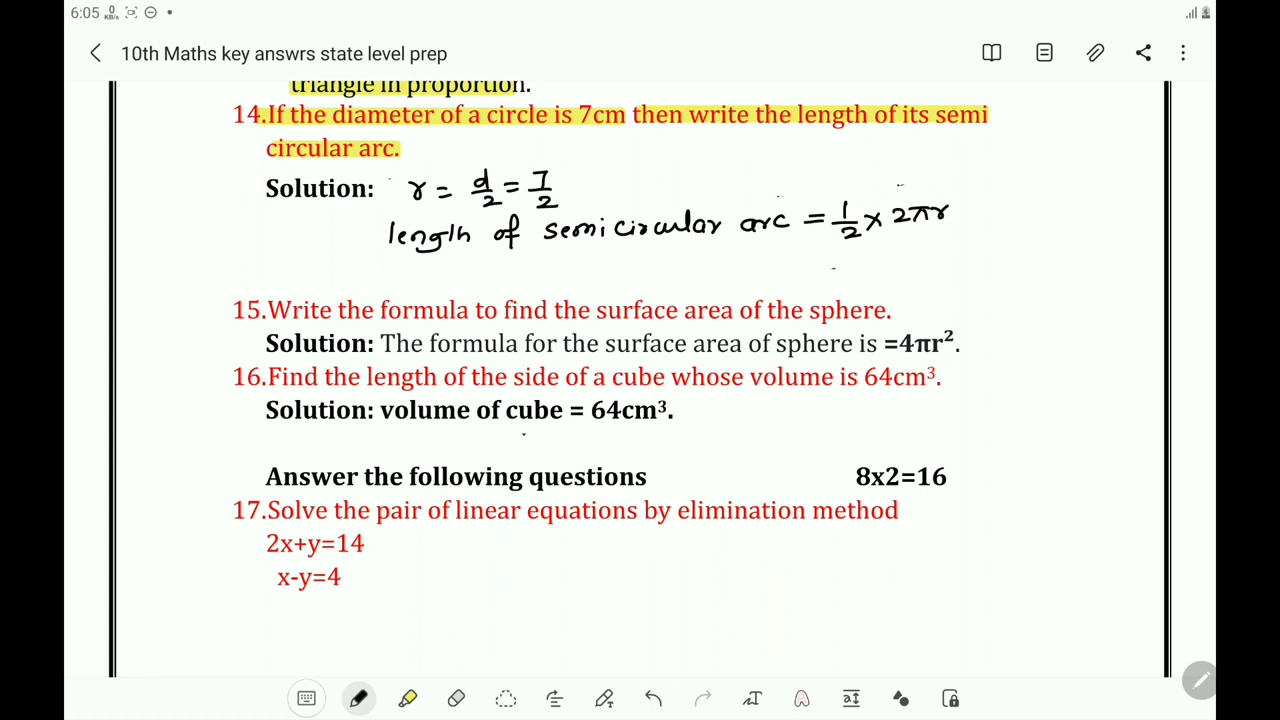 6:05 0 KB/s
10th Maths key answrs state level prep
triangle in proportion.
14.If the diameter of a circle is 7cm then write the length of its semi
circular arc.
Solution: r = d/2 = 7/2
length of semicircular arc = 1/2 × 2πr
15.Write the formula to find the surface area of the sphere.
Solution: The formula for the surface area of sphere is =4πr².
16.Find the length of the side of a cube whose volume is 64cm³.
Solution: volume of cube = 64cm³.
Answer the following questions 8x2=16
17.Solve the pair of linear equations by elimination method
2x+y=14
x-y=4